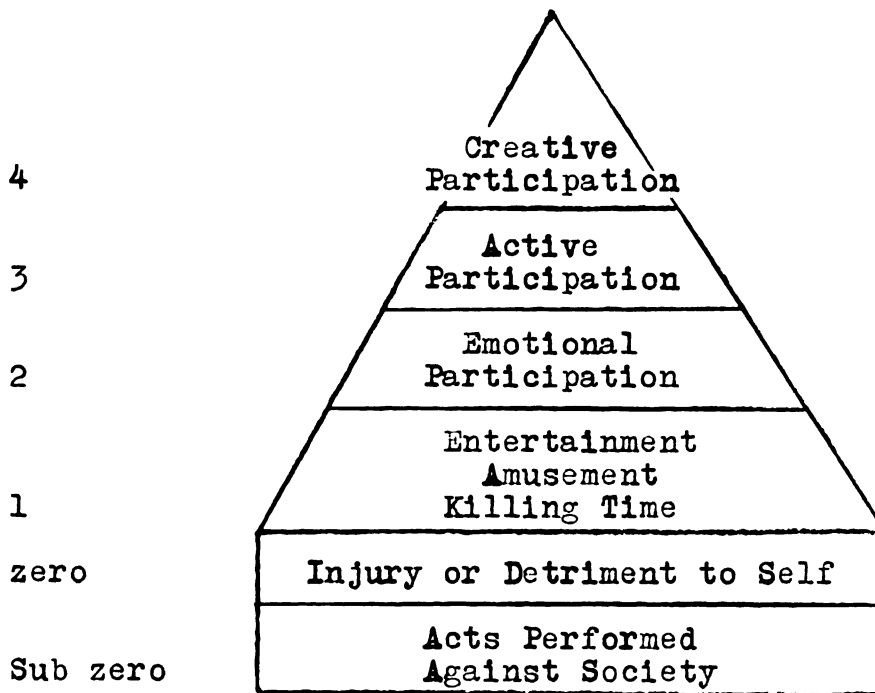 Creative
4 Participation
Active
3 Participation
Emotional
2 Participation
Entertainment
Amusement
1 Killing Time
zero Injury or Detriment to Self
Acts Performed
Sub zero Against Society